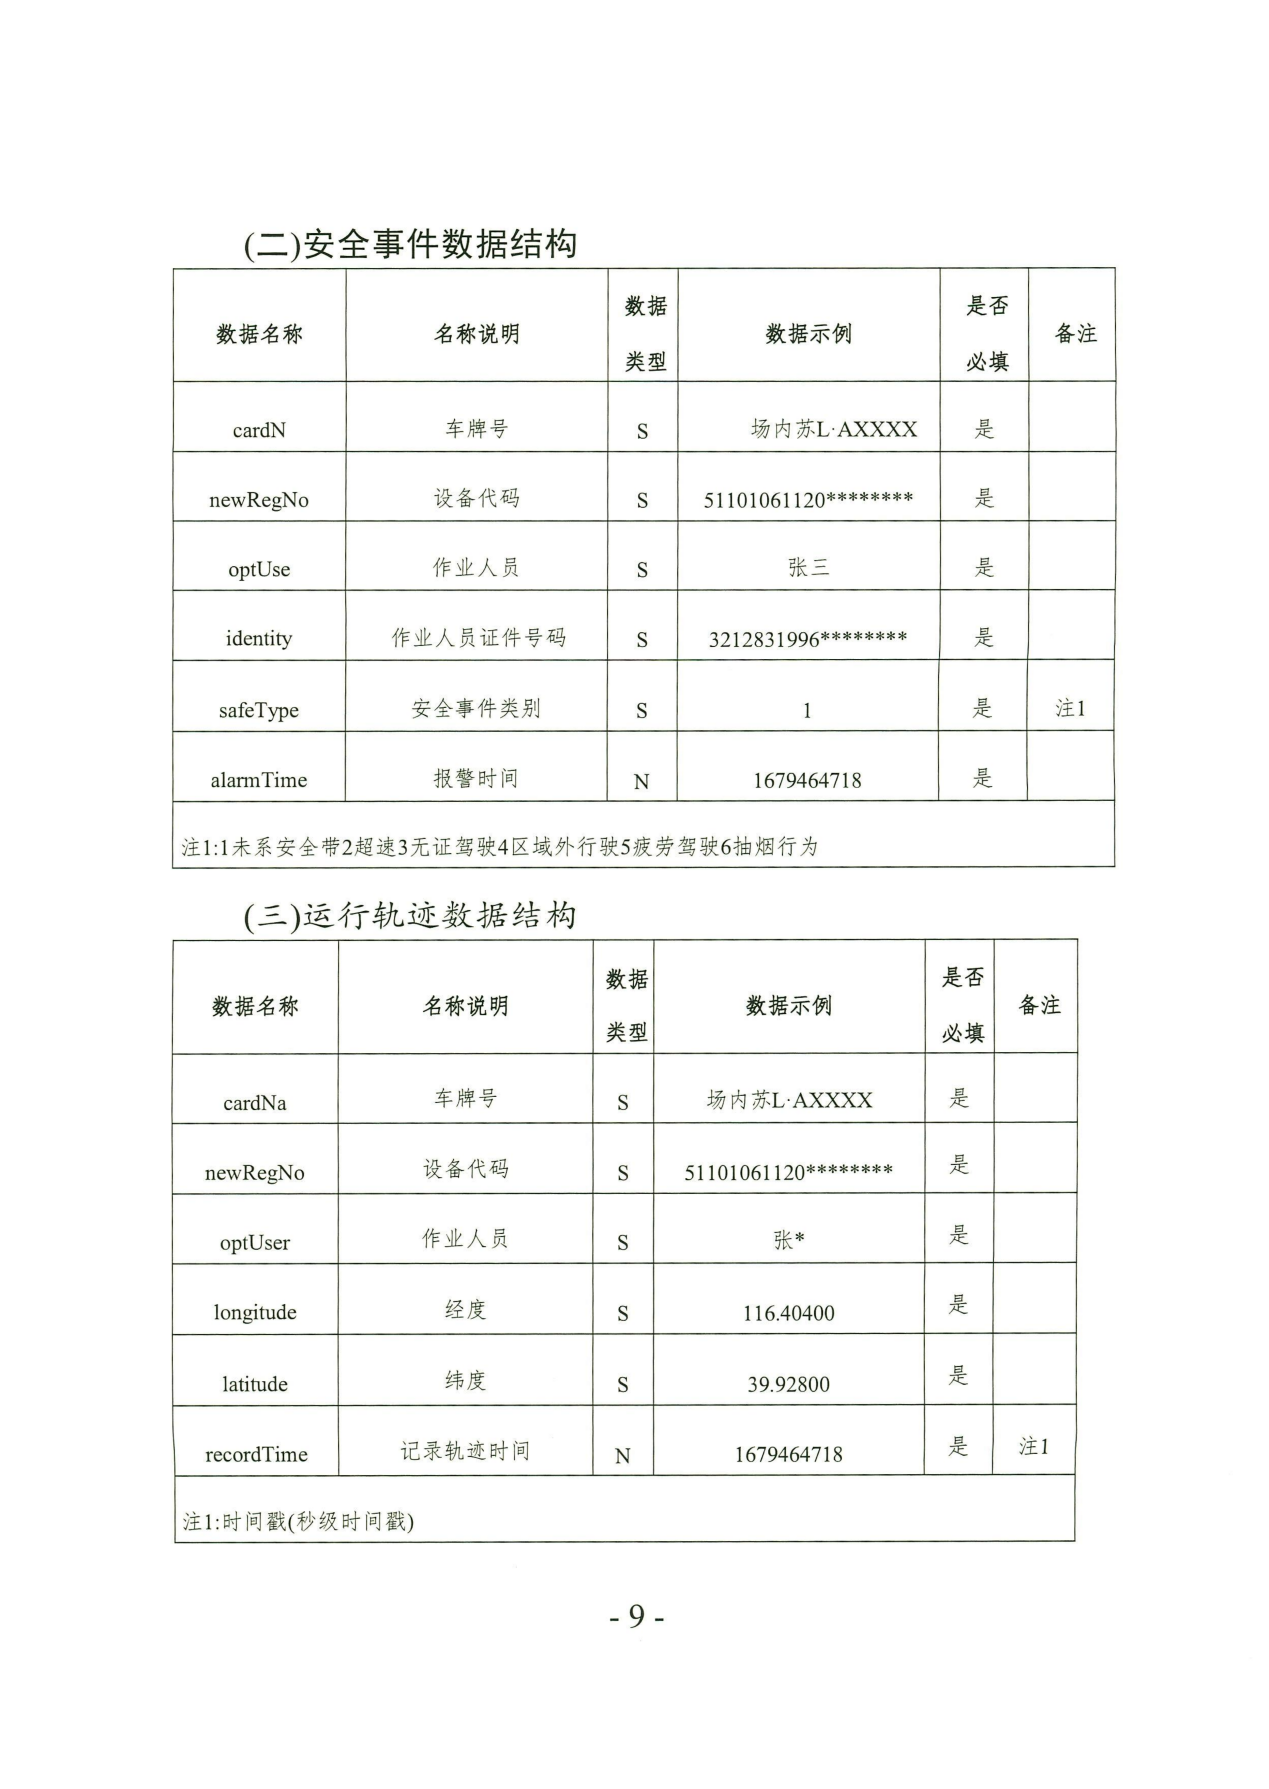 (二)安全事件数据结构
数据名称 名称说明 数据类型 数据示例 是否必填 备注
cardN 车牌号 S 场内苏L·AXXXX 是
newRegNo 设备代码 S 51101061120******** 是
optUse 作业人员 S 张三 是
identity 作业人员证件号码 S 3212831996******** 是
safeType 安全事件类别 S 1 是 注1
alarmTime 报警时间 N 1679464718 是
注1:1未系安全带2超速3无证驾驶4区域外行驶5疲劳驾驶6抽烟行为
(三)运行轨迹数据结构
数据名称 名称说明 数据类型 数据示例 是否必填 备注
cardNa 车牌号 S 场内苏L·AXXXX 是
newRegNo 设备代码 S 51101061120******** 是
optUser 作业人员 S 张* 是
longitude 经度 S 116.40400 是
latitude 纬度 S 39.92800 是
recordTime 记录轨迹时间 N 1679464718 是 注1
注1:时间戳(秒级时间戳)
- 9 -